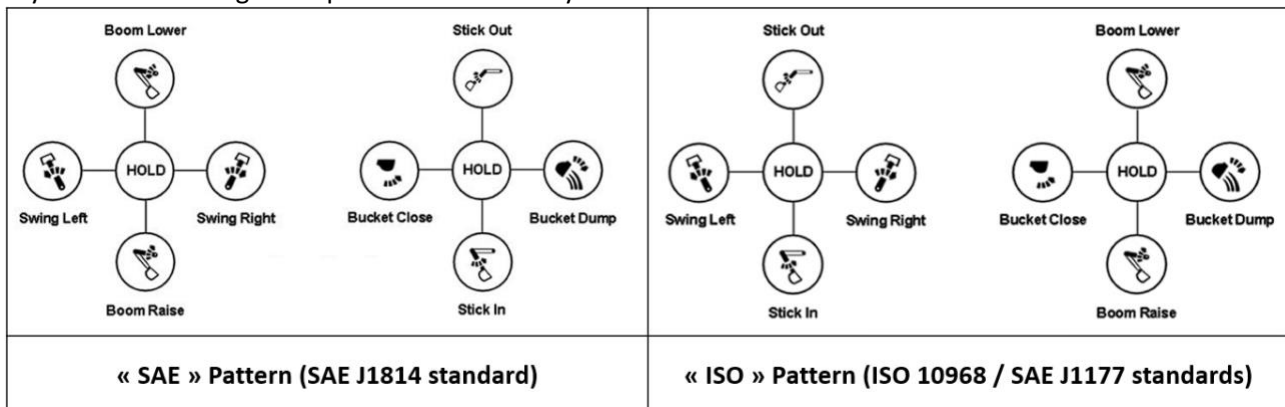 Boom Lower
Stick Out
HOLD
HOLD
Swing Left
Swing Right
Bucket Close
Bucket Dump
Boom Raise
Stick In
« SAE » Pattern (SAE J1814 standard)
Stick Out
Boom Lower
HOLD
HOLD
Swing Left
Swing Right
Bucket Close
Bucket Dump
Stick In
Boom Raise
« ISO » Pattern (ISO 10968 / SAE J1177 standards)